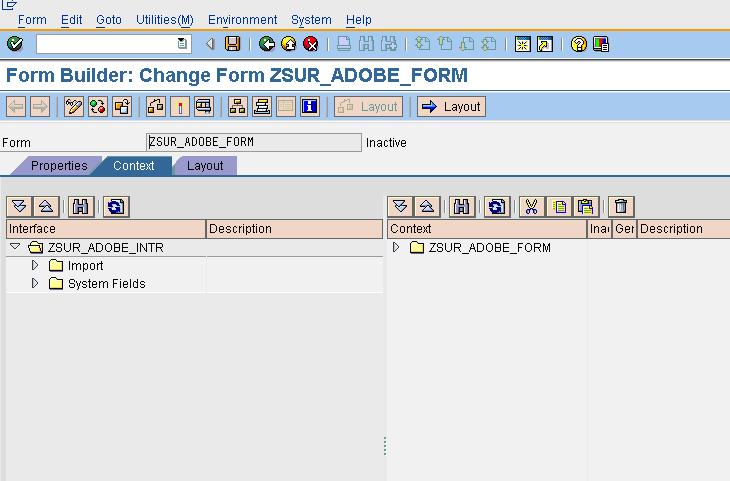 Form Edit Goto Utilities(M) Environment System Help
Form Builder: Change Form ZSUR_ADOBE_FORM
Layout Layout
Form ZSUR_ADOBE_FORM Inactive
Properties Context Layout
Interface Description Context Ina Ger Description
ZSUR_ADOBE_INTR ZSUR_ADOBE_FORM
Import
System Fields